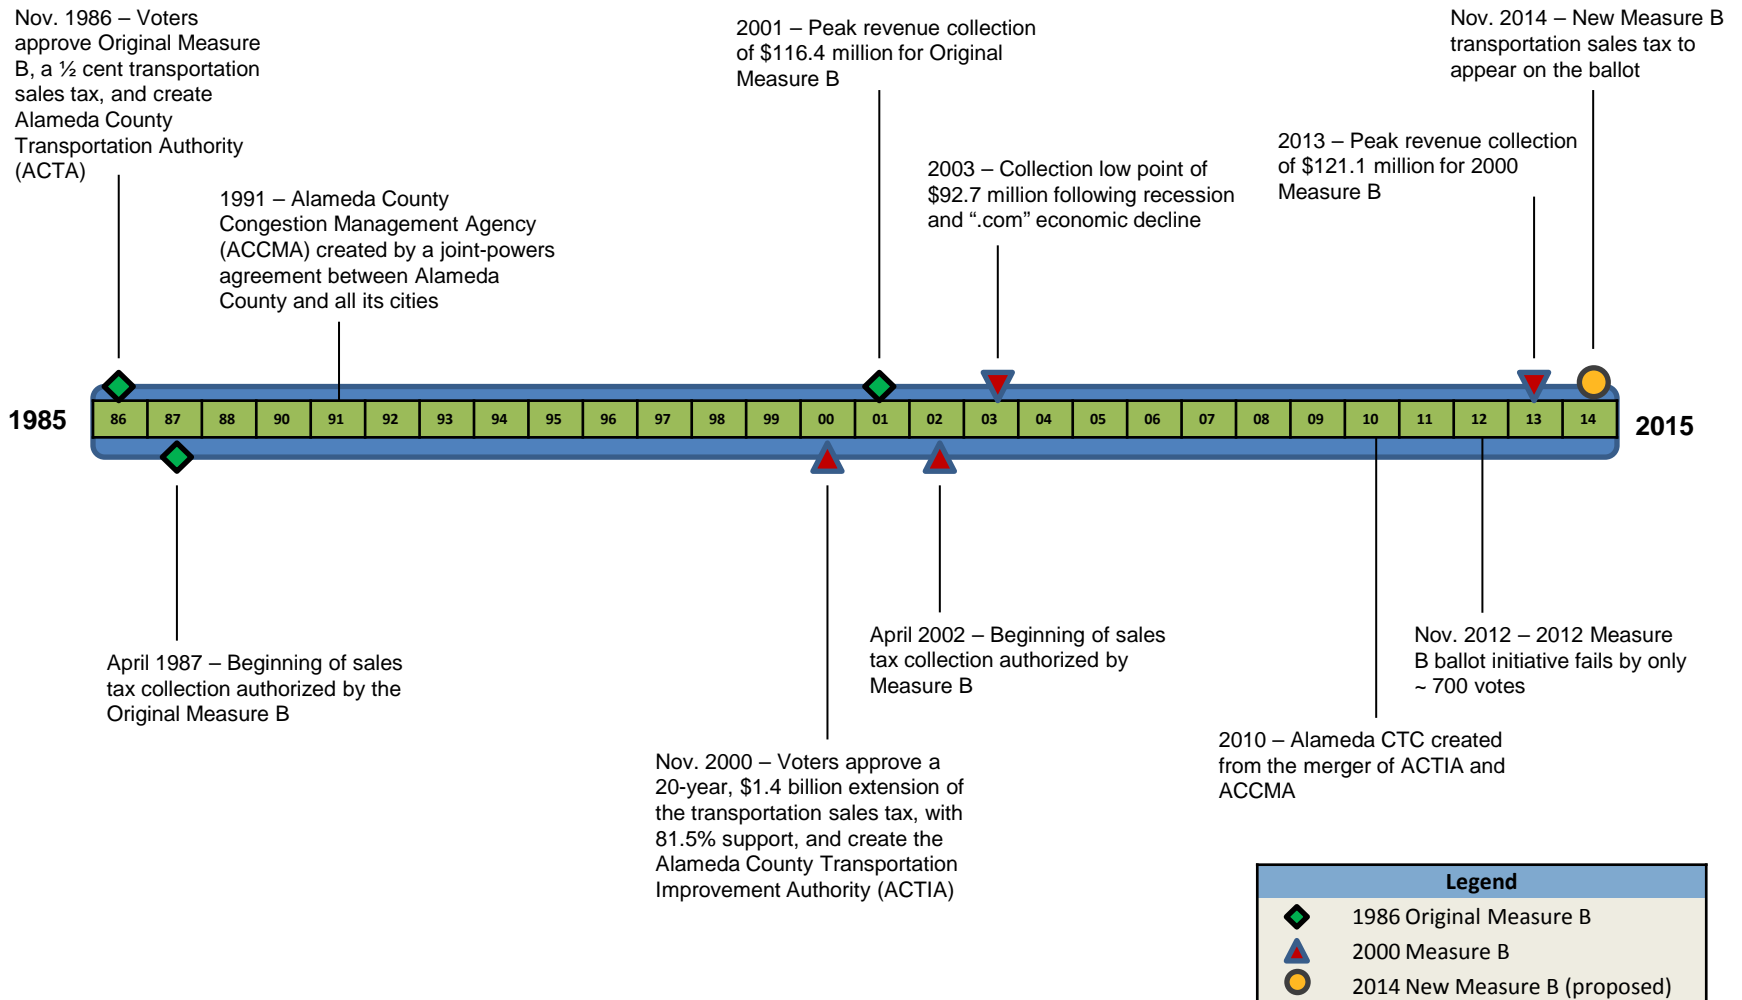 Nov. 1986 – Voters
approve Original Measure
B, a ½ cent transportation
sales tax, and create
Alameda County
Transportation Authority
(ACTA)
1991 – Alameda County
Congestion Management Agency
(ACCMA) created by a joint-powers
agreement between Alameda
County and all its cities
2001 – Peak revenue collection
of $116.4 million for Original
Measure B
2003 – Collection low point of
$92.7 million following recession
and “.com” economic decline
2013 – Peak revenue collection
of $121.1 million for 2000
Measure B
Nov. 2014 – New Measure B
transportation sales tax to
appear on the ballot
1985 86 87 88 90 91 92 93 94 95 96 97 98 99 00 01 02 03 04 05 06 07 08 09 10 11 12 13 14 2015
April 1987 – Beginning of sales
tax collection authorized by the
Original Measure B
Nov. 2000 – Voters approve a
20-year, $1.4 billion extension of
the transportation sales tax, with
81.5% support, and create the
Alameda County Transportation
Improvement Authority (ACTIA)
April 2002 – Beginning of sales
tax collection authorized by
Measure B
2010 – Alameda CTC created
from the merger of ACTIA and
ACCMA
Nov. 2012 – 2012 Measure
B ballot initiative fails by only
~ 700 votes
Legend
1986 Original Measure B
2000 Measure B
2014 New Measure B (proposed)